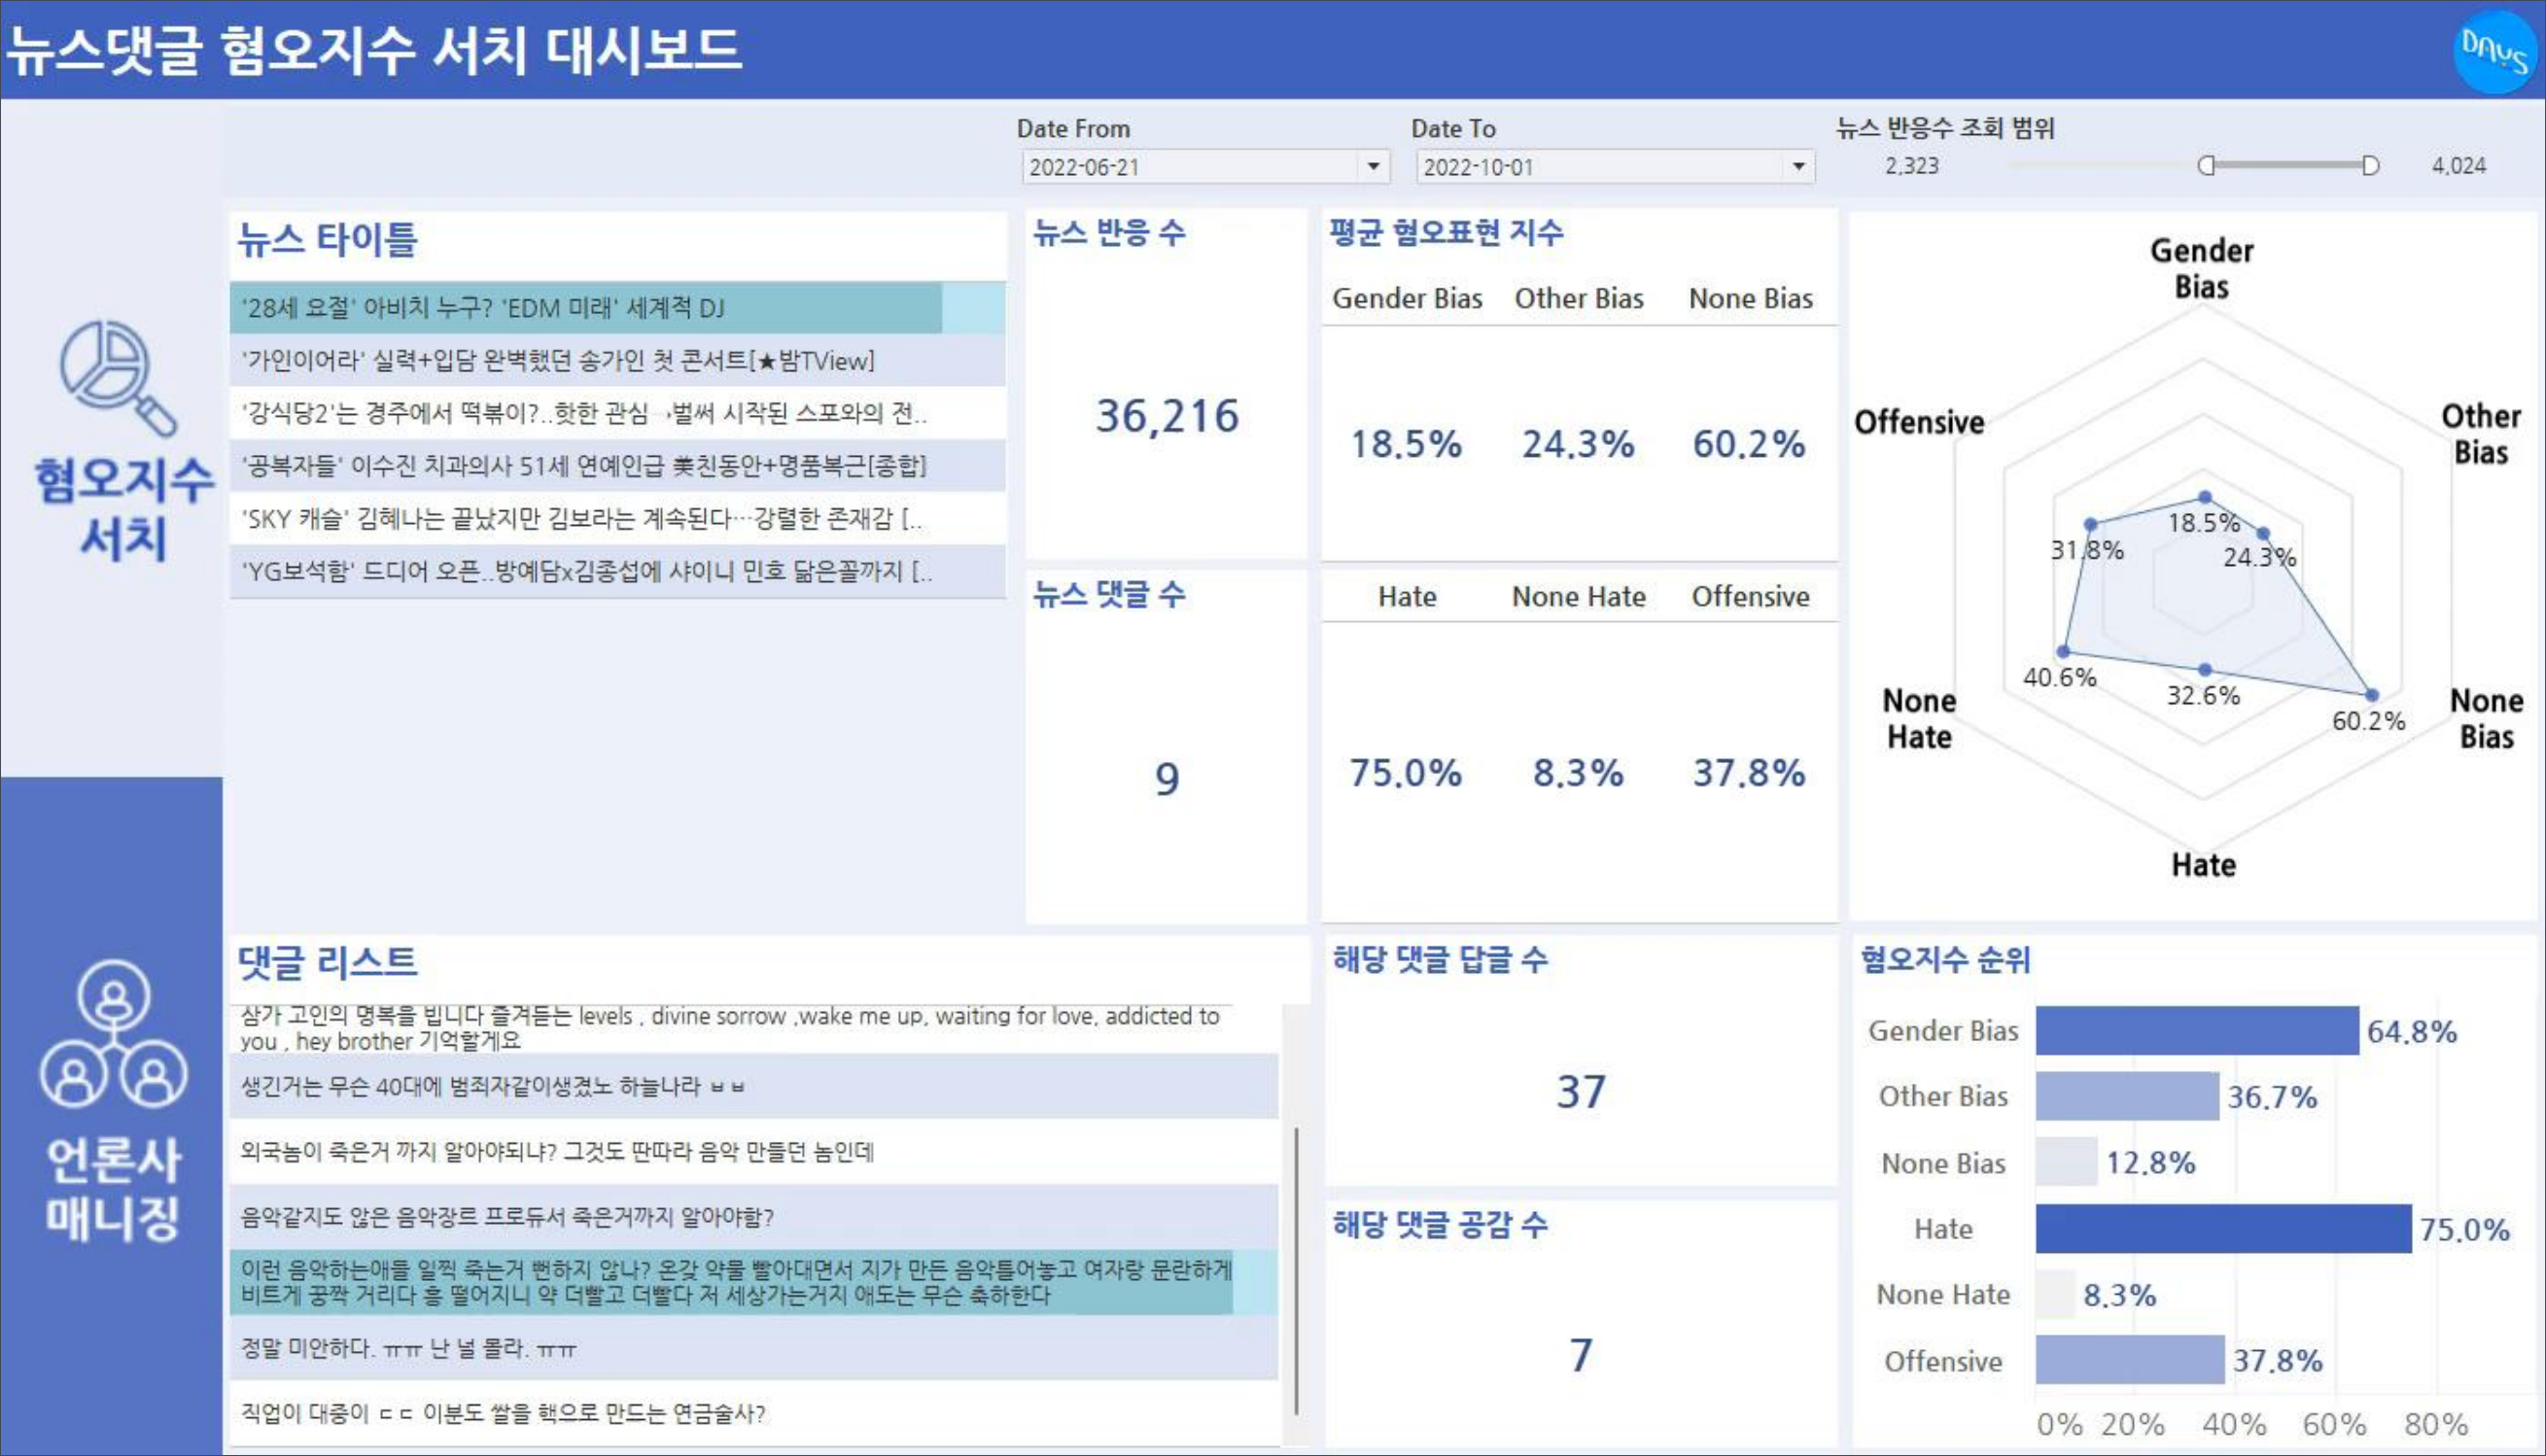 뉴스댓글 혐오지수 서치 대시보드
DAyS
혐오지수
서치
언론사
매니징
Date From
2022-06-21
Date To
2022-10-01
뉴스 반응수 조회 범위
2,323
4,024
뉴스 타이틀
'28세 요절' 아비치 누구? 'EDM 미래' 세계적 DJ
'가인이어라' 실력+입담 완벽했던 송가인 첫 콘서트[★밤TView]
'강식당2'는 경주에서 떡볶이?..핫한 관심→벌써 시작된 스포와의 전..
'공복자들' 이수진 치과의사 51세 연예인급 美친동안+명품복근[종합]
'SKY 캐슬' 김혜나는 끝났지만 김보라는 계속된다…강렬한 존재감 [..
'YG보석함' 드디어 오픈..방예담x김종섭에 샤이니 민호 닮은꼴까지 [..
뉴스 반응 수
36,216
뉴스 댓글 수
9
평균 혐오표현 지수
Gender Bias Other Bias None Bias
18.5% 24.3% 60.2%
Hate None Hate Offensive
75.0% 8.3% 37.8%
Gender
Bias
Other
Bias
None
Bias
Hate
None
Hate
Offensive
18.5%
24.3%
60.2%
32.6%
40.6%
31.8%
댓글 리스트
삼가 고인의 명복을 빕니다 즐겨듣는 levels , divine sorrow ,wake me up, waiting for love, addicted to
you , hey brother 기억할게요
생긴거는 무슨 40대에 범죄자같이생겼노 하늘나라 ㅂㅂ
외국놈이 죽은거 까지 알아야되냐? 그것도 딴따라 음악 만들던 놈인데
음악같지도 않은 음악장르 프로듀서 죽은거까지 알아야함?
이런 음악하는애들 일찍 죽는거 뻔하지 않나? 온갖 약물 빨아대면서 지가 만든 음악틀어놓고 여자랑 문란하게
비트게 꿍짝 거리다 흥 떨어지니 약 더빨고 더빨다 저 세상가는거지 애도는 무슨 축하한다
정말 미안하다. ㅠㅠ 난 널 몰라. ㅠㅠ
직업이 대중이 ㄷㄷ 이분도 쌀을 핵으로 만드는 연금술사?
해당 댓글 답글 수
37
해당 댓글 공감 수
7
혐오지수 순위
Gender Bias 64.8%
Other Bias 36.7%
None Bias 12.8%
Hate 75.0%
None Hate 8.3%
Offensive 37.8%
0% 20% 40% 60% 80%